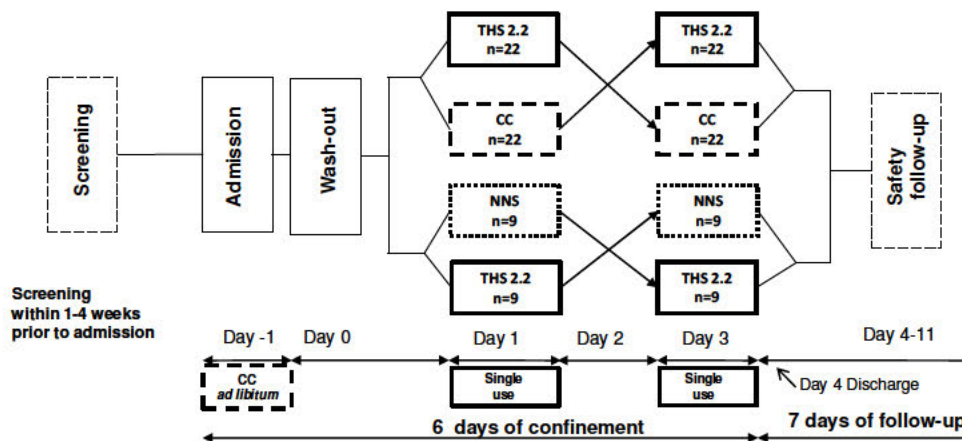 Screening
Admission
Wash-out
THS 2.2
n=22
CC
n=22
NNS
n=9
THS 2.2
n=9
THS 2.2
n=22
CC
n=22
NNS
n=9
THS 2.2
n=9
Safety
follow-up
Screening
within 1-4 weeks
prior to admission
Day -1
Day 0
Day 1
Day 2
Day 3
Day 4-11
CC
ad libitum
Single
use
Single
use
Day 4 Discharge
6 days of confinement
7 days of follow-up